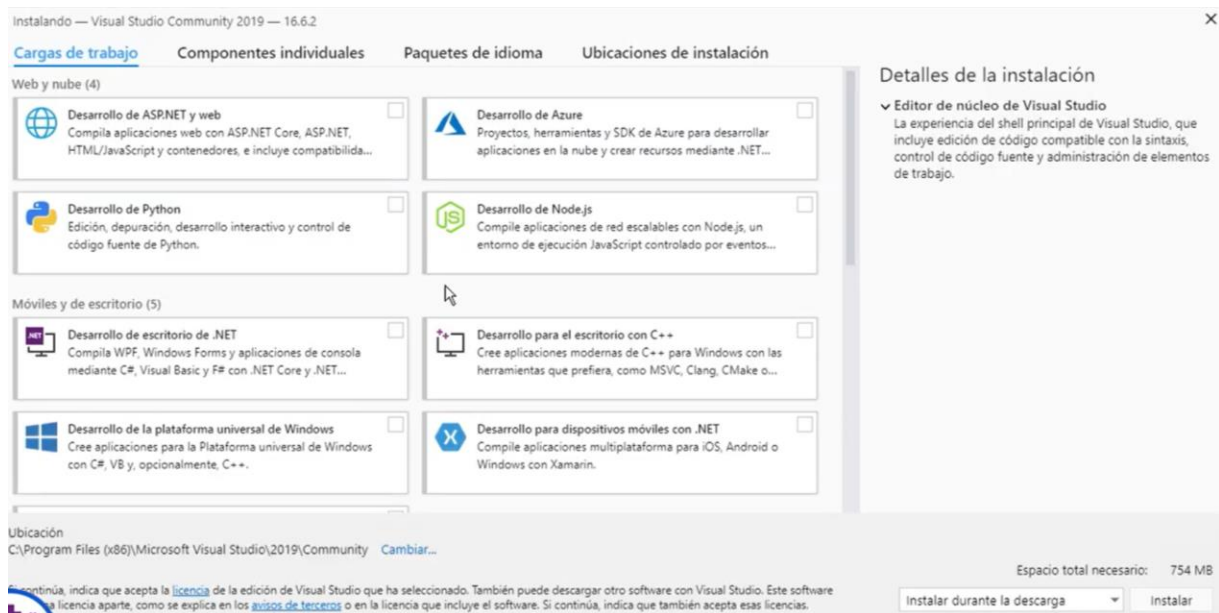 Instalando — Visual Studio Community 2019 — 16.6.2
Cargas de trabajo Componentes individuales Paquetes de idioma Ubicaciones de instalación
Web y nube (4)
Desarrollo de ASP.NET y web
Compila aplicaciones web con ASP.NET Core, ASP.NET,
HTML/JavaScript y contenedores, e incluye compatibilida...
Desarrollo de Azure
Proyectos, herramientas y SDK de Azure para desarrollar
aplicaciones en la nube y crear recursos mediante .NET...
Desarrollo de Python
Edición, depuración, desarrollo interactivo y control de
código fuente de Python.
Desarrollo de Node.js
Compile aplicaciones de red escalables con Node.js, un
entorno de ejecución JavaScript controlado por eventos...
Móviles y de escritorio (5)
Desarrollo de escritorio de .NET
Compila WPF, Windows Forms y aplicaciones de consola
mediante C#, Visual Basic y F# con .NET Core y .NET...
Desarrollo para el escritorio con C++
Cree aplicaciones modernas de C++ para Windows con las
herramientas que prefiera, como MSVC, Clang, CMake o...
Desarrollo de la plataforma universal de Windows
Cree aplicaciones para la Plataforma universal de Windows
con C#, VB y, opcionalmente, C++.
Desarrollo para dispositivos móviles con .NET
Compile aplicaciones multiplataforma para iOS, Android o
Windows con Xamarin.
Detalles de la instalación
Editor de núcleo de Visual Studio
La experiencia del shell principal de Visual Studio, que
incluye edición de código compatible con la sintaxis,
control de código fuente y administración de elementos
de trabajo.
Ubicación
C:\Program Files (x86)\Microsoft Visual Studio\2019\Community Cambiar...
continúa, indica que acepta la licencia de la edición de Visual Studio que ha seleccionado. También puede descargar otro software con Visual Studio. Este software
licencia aparte, como se explica en los avisos de terceros o en la licencia que incluye el software. Si continúa, indica que también acepta esas licencias.
Espacio total necesario: 754 MB
Instalar durante la descarga Instalar